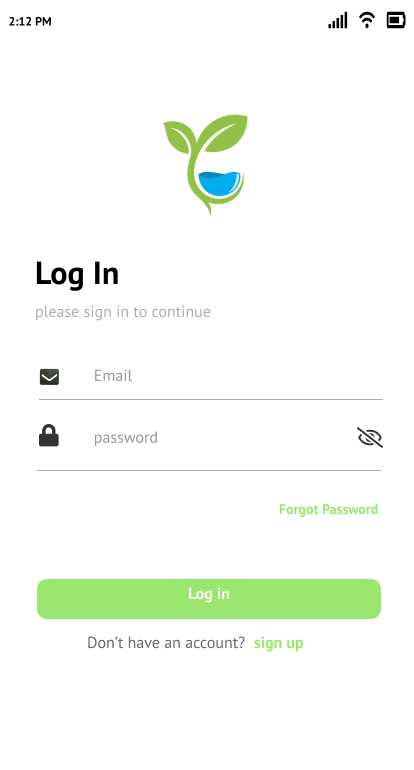 2:12 PM
Log In
please sign in to continue
Email
password
Forgot Password
Log in
Don't have an account? sign up